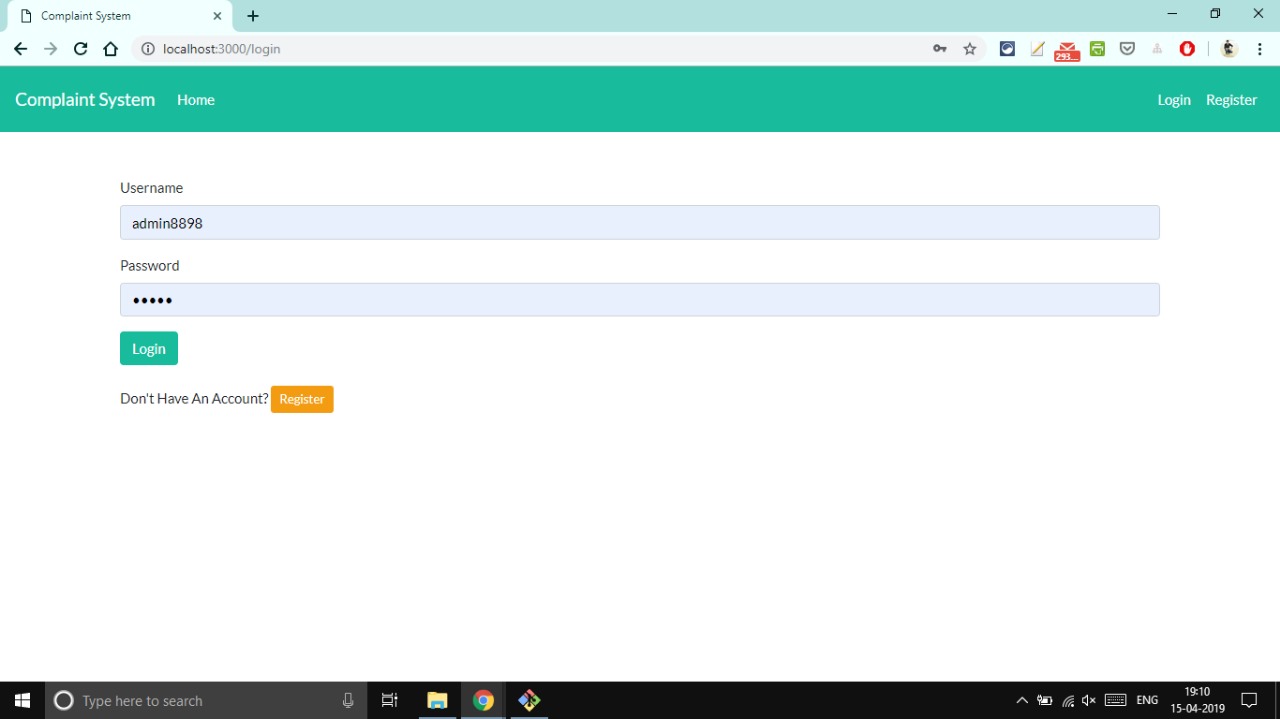 Complaint System
localhost:3000/login
293...
Complaint System Home Login Register
Username
admin8898
Password
•••••
Login
Don't Have An Account? Register
Type here to search
ENG
19:10
15-04-2019